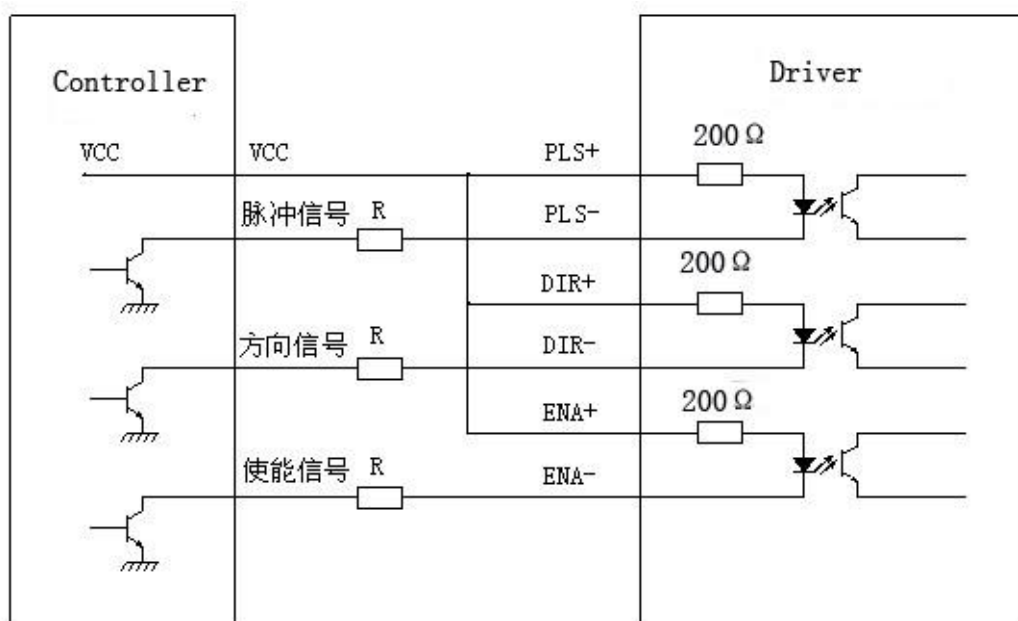 Controller
Driver
200Ω
VCC
VCC
PLS+
脉冲信号
R
PLS-
200Ω
DIR+
方向信号
R
DIR-
200Ω
ENA+
使能信号
R
ENA-